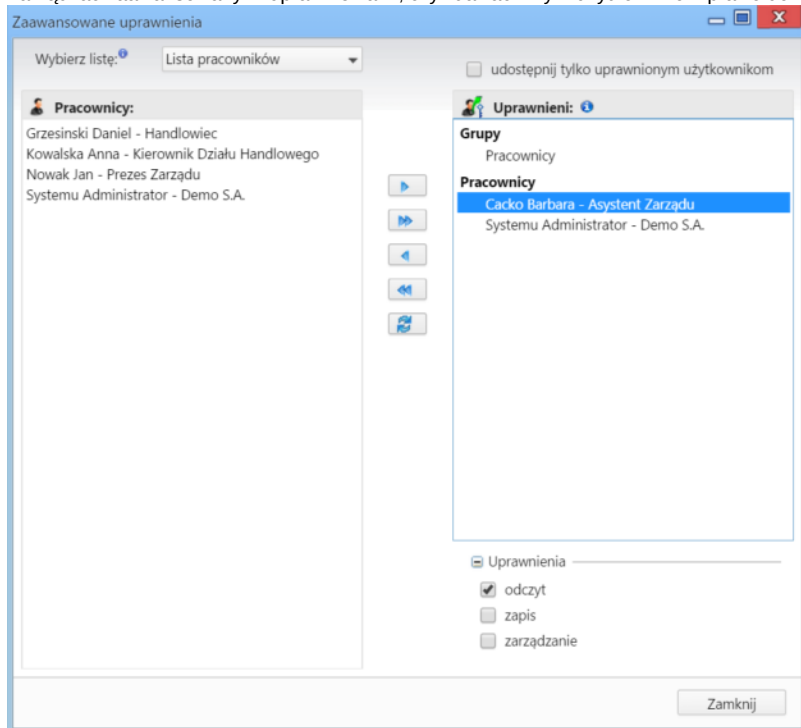 Zaawansowane uprawnienia
Wybierz listę:
Lista pracowników
udostępnij tylko uprawnionym użytkownikom
Pracownicy:
Grzesinski Daniel - Handlowiec
Kowalska Anna - Kierownik Działu Handlowego
Nowak Jan - Prezes Zarządu
Systemu Administrator - Demo S.A.
Uprawnieni:
Grupy
Pracownicy
Pracownicy
Cacko Barbara - Asystent Zarządu
Systemu Administrator - Demo S.A.
Uprawnienia
odczyt
zapis
zarządzanie
Zamknij